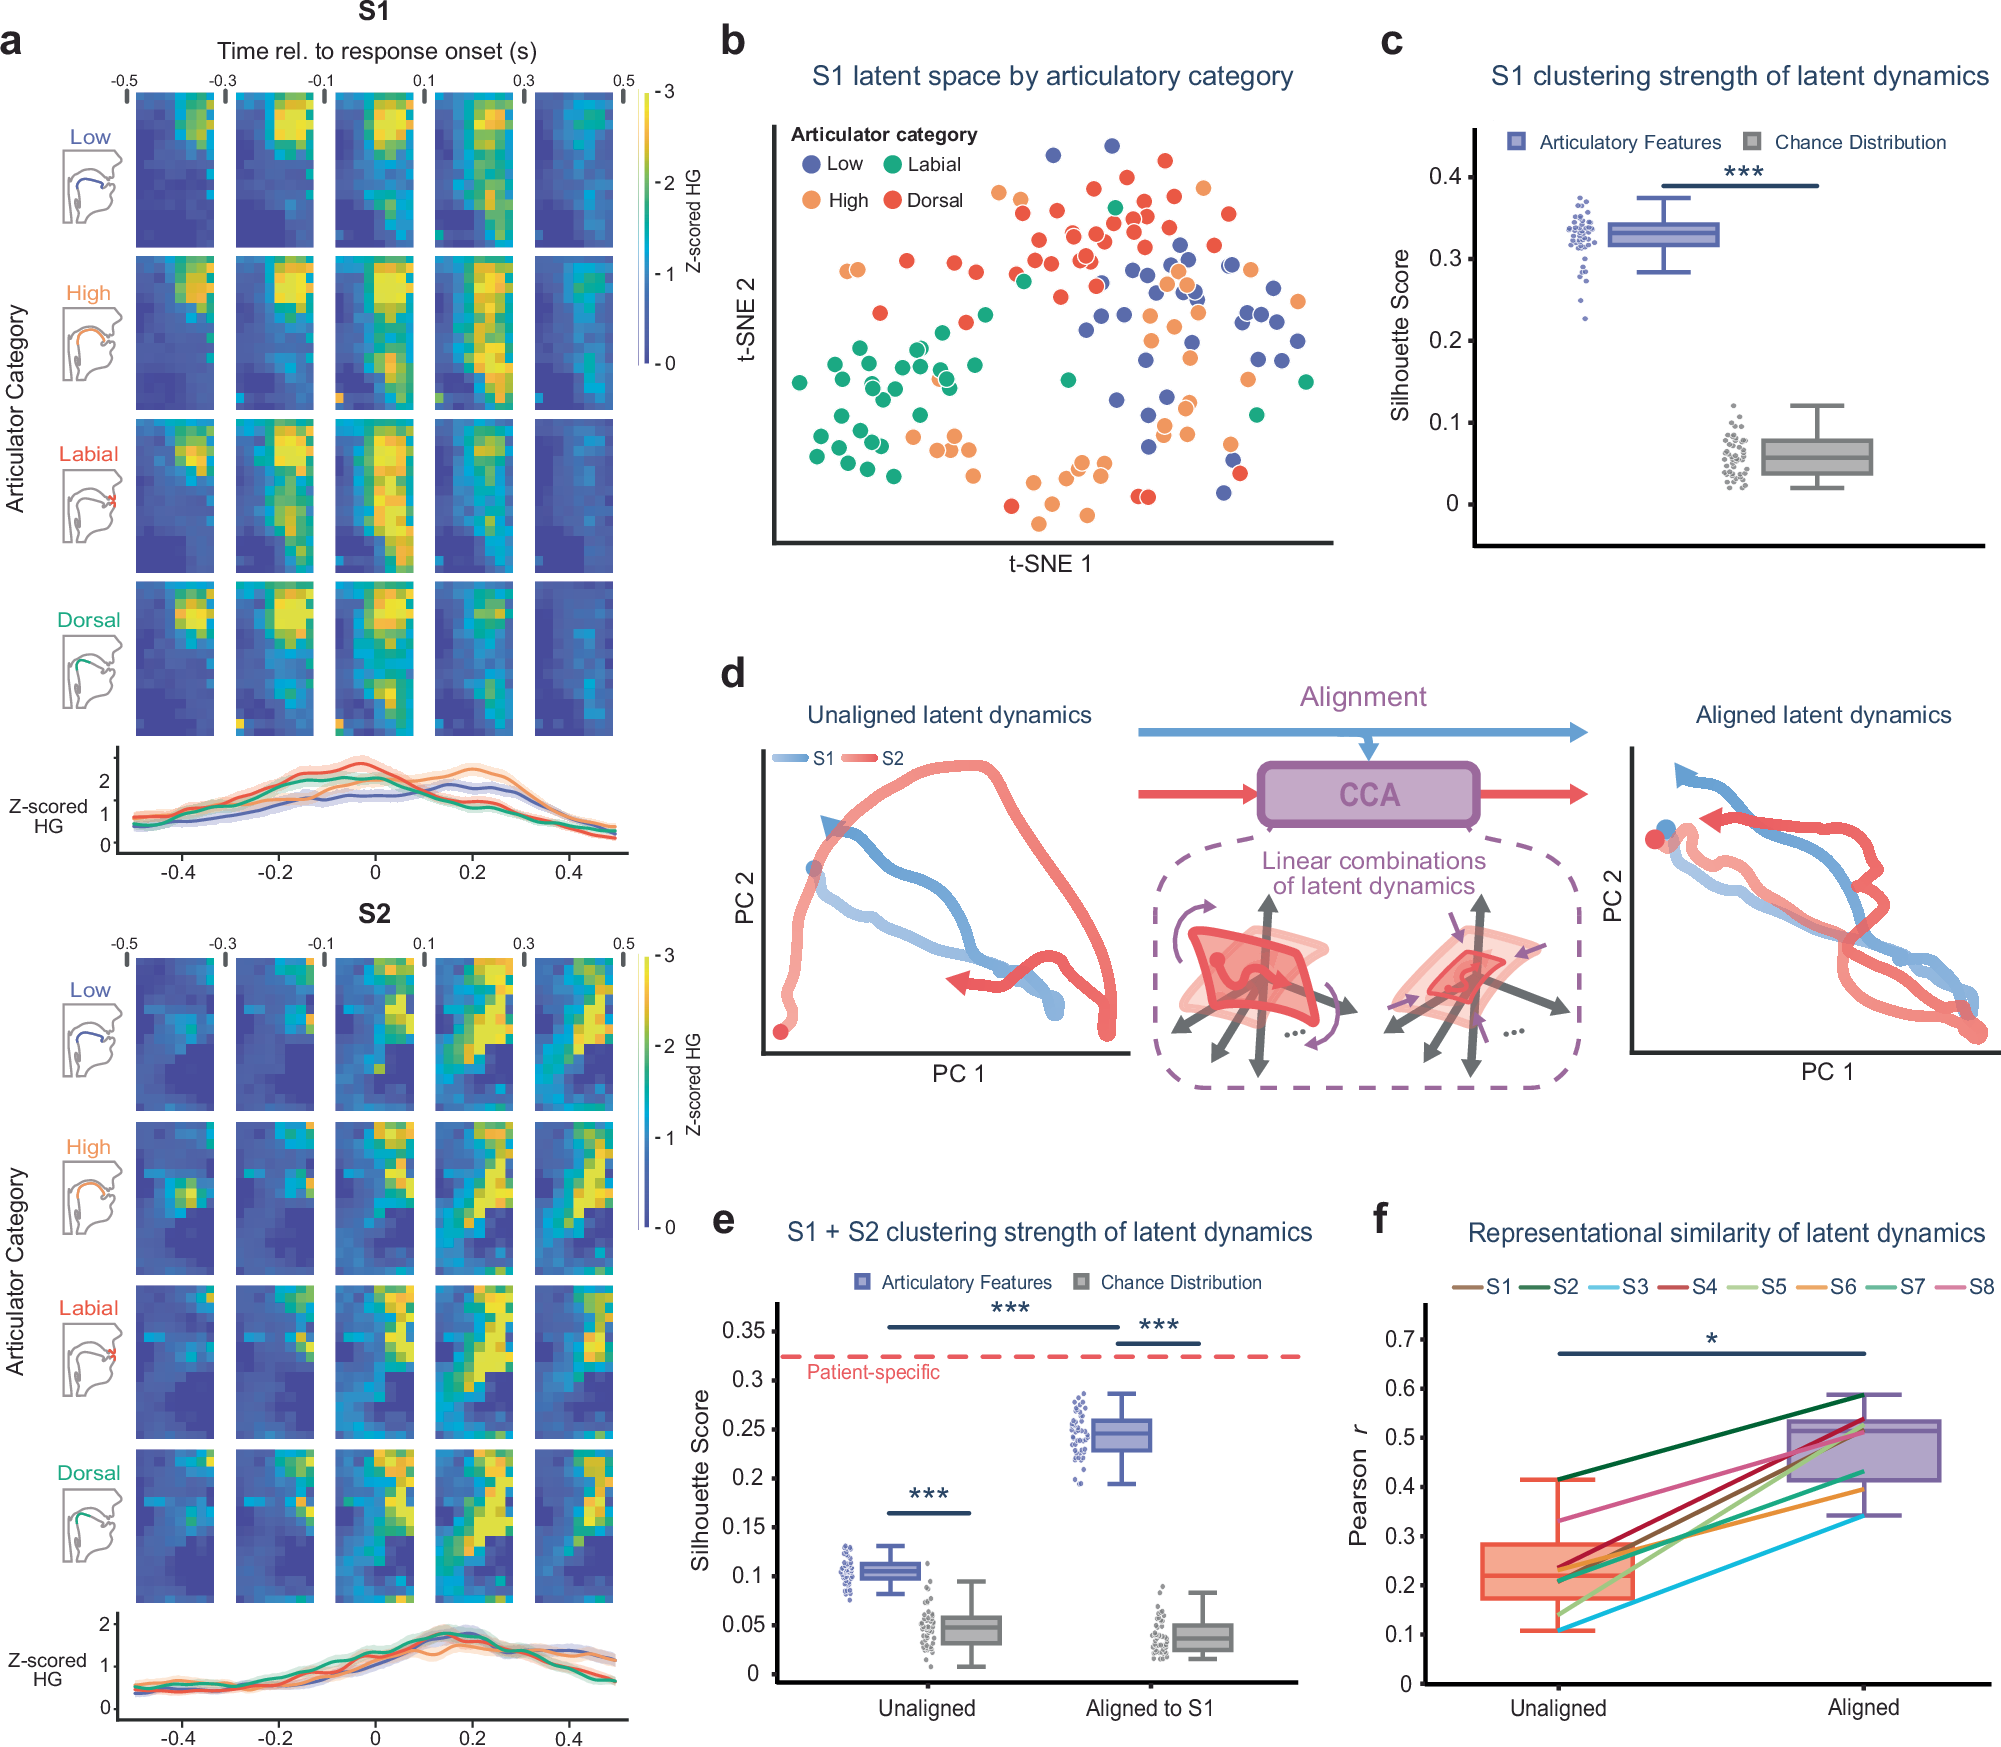 a
S1
Time rel. to response onset (s)
-0.5 -0.3 -0.1 0.1 0.3 0.5
Articulator Category
Low
High
Labial
Dorsal
3
2
1
0
Z-scored HG
Z-scored
HG
2
1
0
-0.4 -0.2 0 0.2 0.4
S2
-0.5 -0.3 -0.1 0.1 0.3 0.5
Articulator Category
Low
High
Labial
Dorsal
3
2
1
0
Z-scored HG
Z-scored
HG
2
1
0
-0.4 -0.2 0 0.2 0.4
b
S1 latent space by articulatory category
Articulator category
Low Labial
High Dorsal
t-SNE 2
t-SNE 1
c
S1 clustering strength of latent dynamics
Articulatory Features Chance Distribution
***
Silhouette Score
0.4
0.3
0.2
0.1
0
d
Unaligned latent dynamics
S1 S2
PC 2
PC 1
Alignment
CCA
Linear combinations
of latent dynamics
...
...
Aligned latent dynamics
PC 2
PC 1
e
S1 + S2 clustering strength of latent dynamics
Articulatory Features Chance Distribution
***
***
Patient-specific
***
Silhouette Score
0.35
0.3
0.25
0.2
0.15
0.1
0.05
0
Unaligned Aligned to S1
f
Representational similarity of latent dynamics
S1 S2 S3 S4 S5 S6 S7 S8
*
Pearson r
0.7
0.6
0.5
0.4
0.3
0.2
0.1
0
Unaligned Aligned